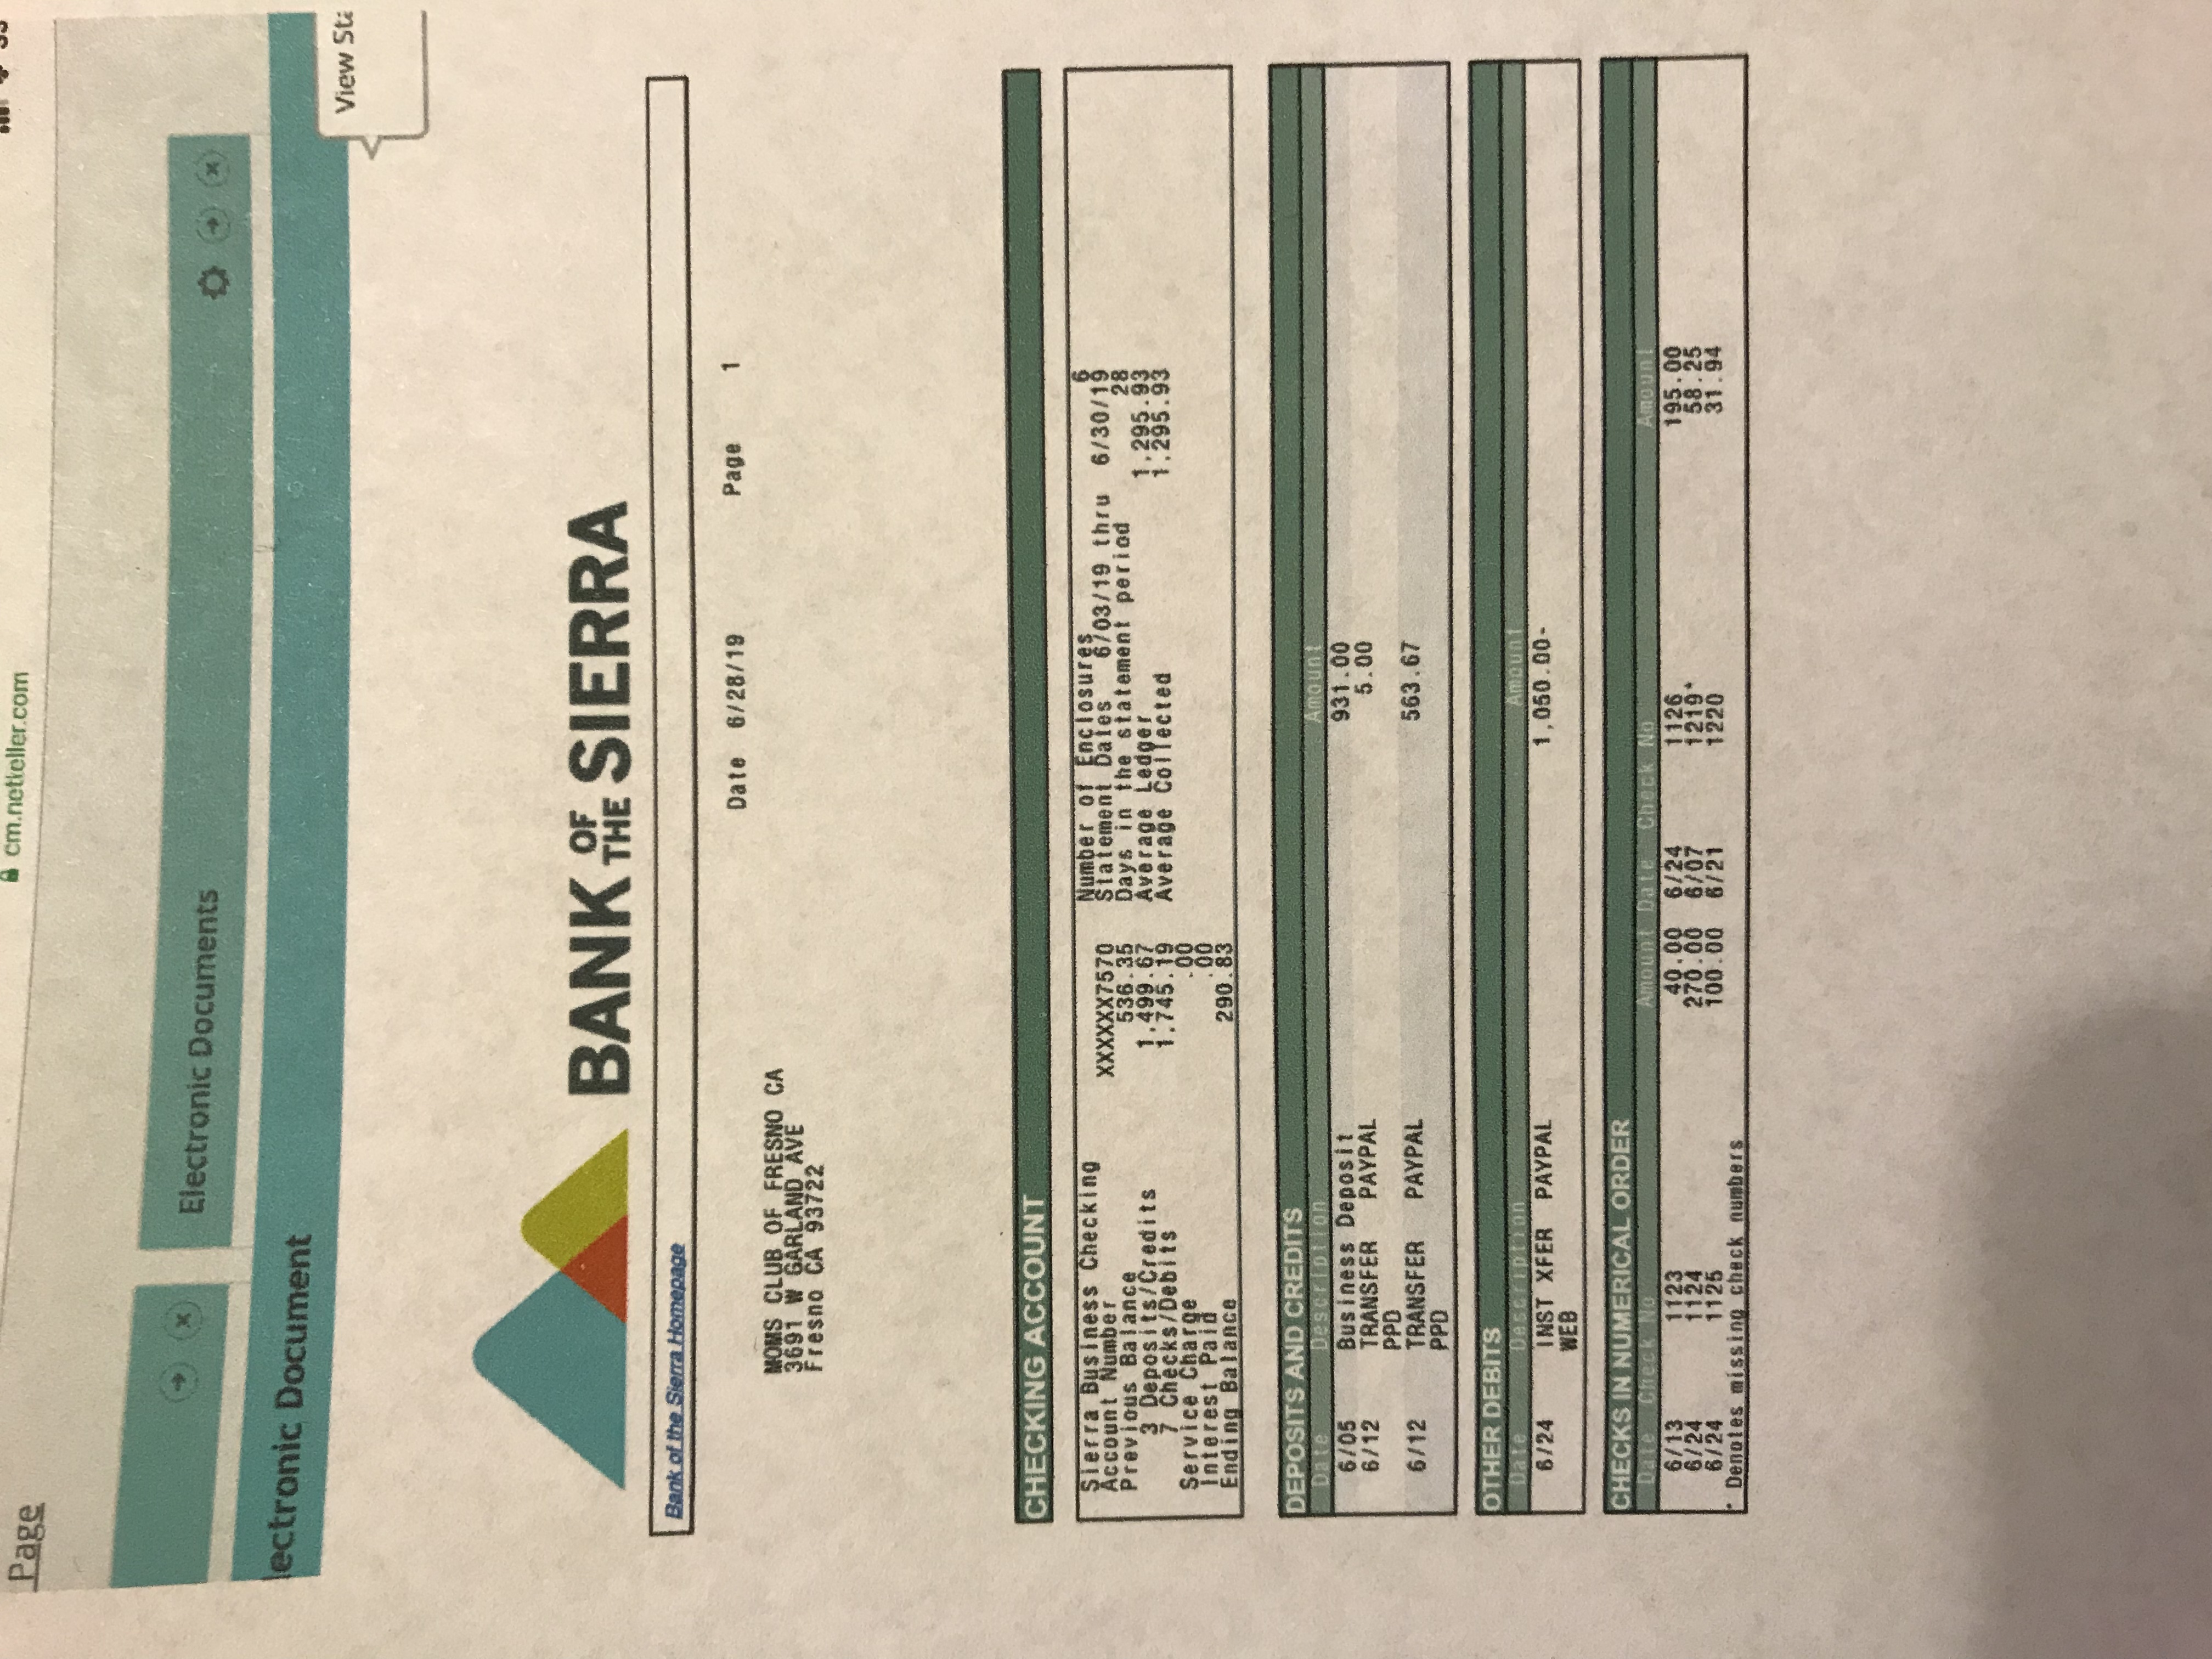 cm.netteller.com
Page
Electronic Documents
lectronic Document
View Sta
BANK OF THE SIERRA
Bank of the Sierra Homepage
Date 6/28/19 Page 1
MOMS CLUB OF FRESNO CA
3691 W GARLAND AVE
Fresno CA 93722
CHECKING ACCOUNT
Sierra Business Checking Number of Enclosures 6
Account Number XXXXXX7570 Statement Dates 6/03/19 thru 6/30/19
Previous Balance 536.35 Days in the statement period 28
3 Deposits/Credits 1,499.67 Average Ledger 1,295.93
7 Checks/Debits 1,745.19 Average Collected 1,295.93
Service Charge .00
Interest Paid .00
Ending Balance 290.83
DEPOSITS AND CREDITS
Date Description Amount
6/05 Business Deposit 931.00
6/12 TRANSFER PAYPAL 5.00
PPD
6/12 TRANSFER PAYPAL 563.67
PPD
OTHER DEBITS
Date Description Amount
6/24 INST XFER PAYPAL 1,050.00-
WEB
CHECKS IN NUMERICAL ORDER
Date Check No Amount Date Check No Amount
6/13 1123 40.00 6/24 1126 195.00
6/24 1124 270.00 6/07 1219* 58.25
6/24 1125 100.00 6/21 1220 31.94
* Denotes missing check numbers